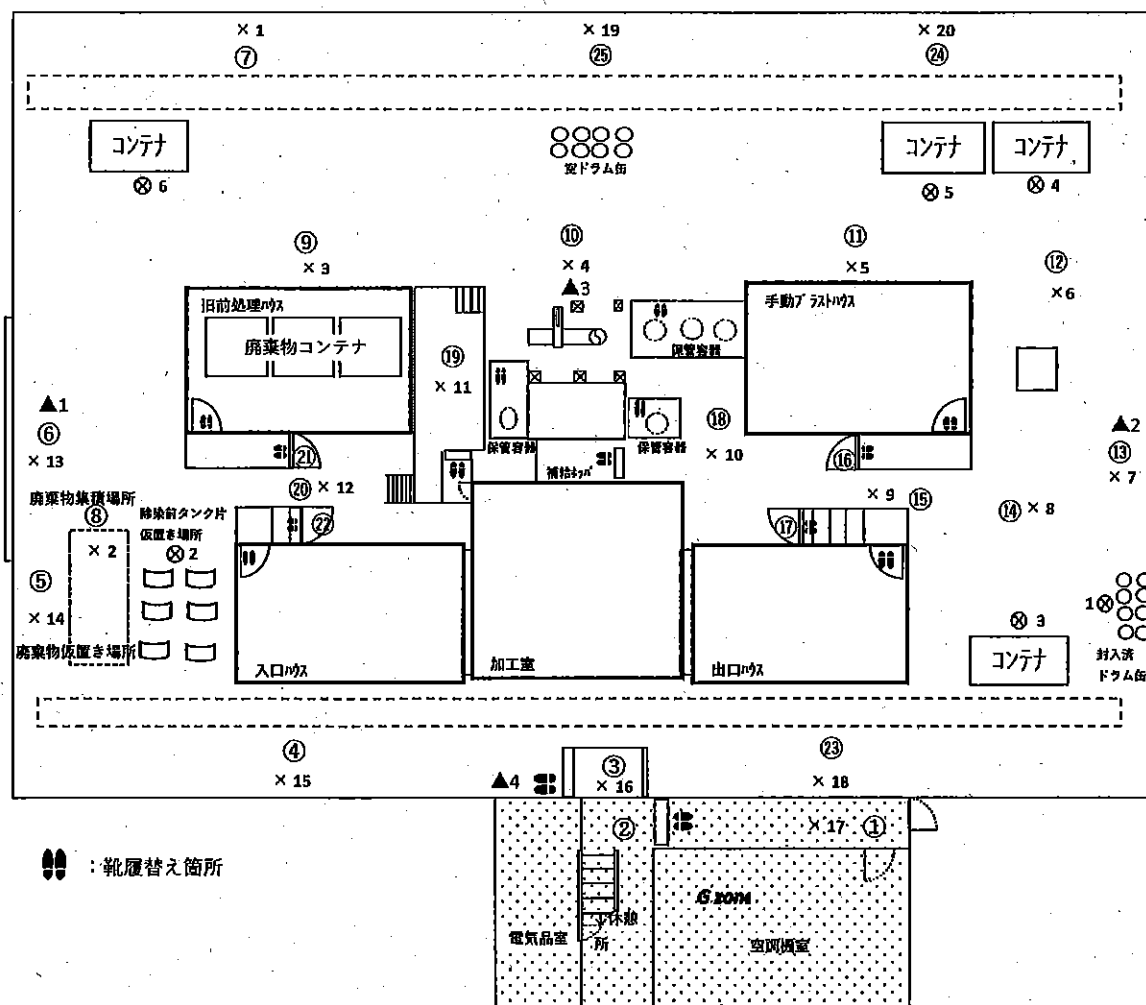 × 1
× 19
× 20
⑦
㉕
㉔
コンテナ
コンテナ
コンテナ
空ドラム缶
⊗ 6
⊗ 5
⊗ 4
⑨
⑩
⑪
⑫
× 3
× 4
× 5
× 6
▲3
旧前処理ハウス
手動ブラストハウス
廃棄物コンテナ
保管容器
⑲
× 11
▲1
⑥
× 13
保管容器
保管容器
⑱
× 10
▲2
⑬
× 7
㉑
⑯
⑳
× 12
補給ホッパ
× 9
⑮
⑭
× 8
廃棄物集積場所
⑧
× 2
除染前タンク片
仮置き場所
⊗ 2
㉒
⑰
⑤
× 14
廃棄物仮置き場所
入口ハウス
加工室
出口ハウス
⊗ 3
コンテナ
1 ⊗
封入済
ドラム缶
④
× 15
▲4
③
× 16
㉓
× 18
②
× 17
①
:靴履替え箇所
G zone
電気品室
休憩
所
空調機室